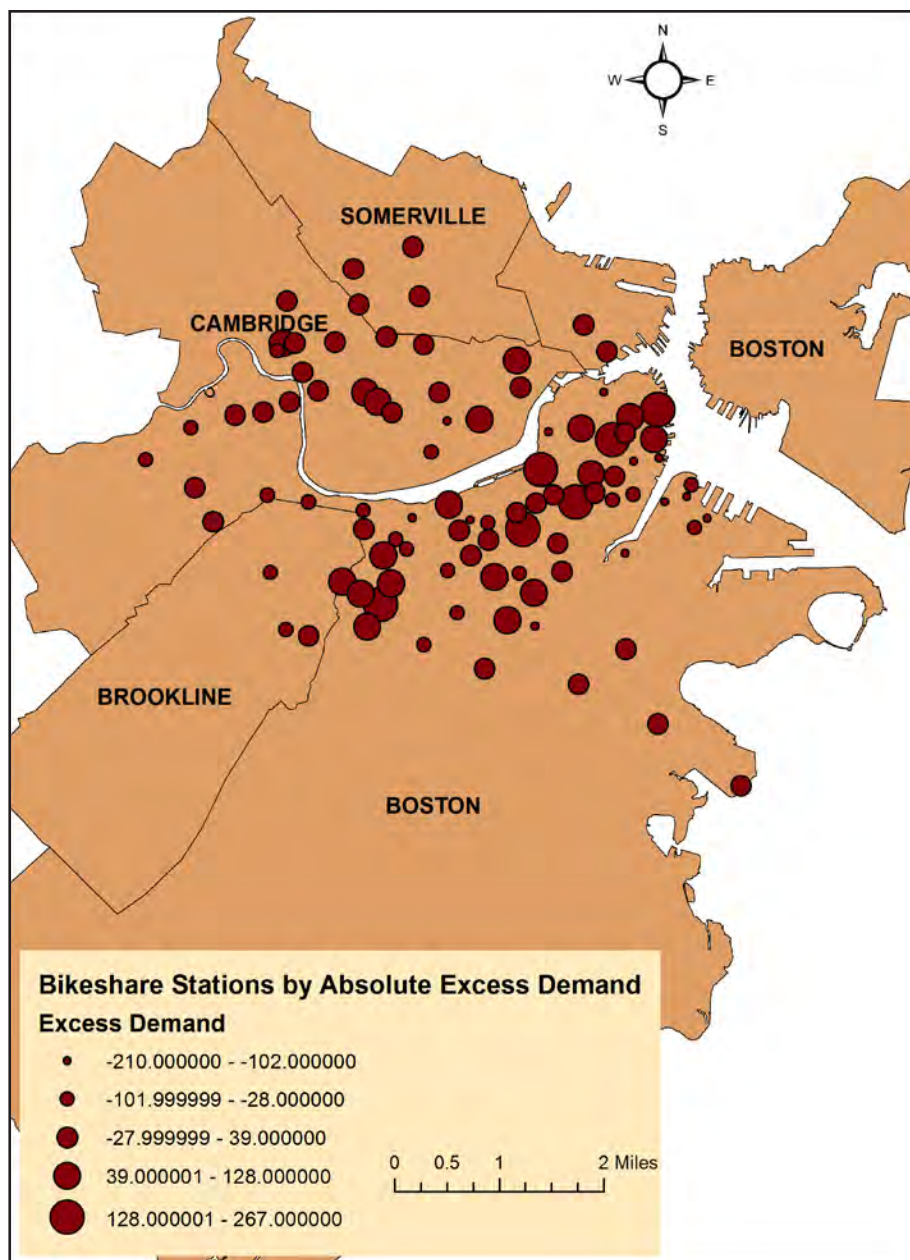 N
W E
S
SOMERVILLE
CAMBRIDGE
BOSTON
BROOKLINE
BOSTON
Bikeshare Stations by Absolute Excess Demand
Excess Demand
-210.000000 - -102.000000
-101.999999 - -28.000000
-27.999999 - 39.000000
39.000001 - 128.000000
128.000001 - 267.000000
0 0.5 1 2 Miles